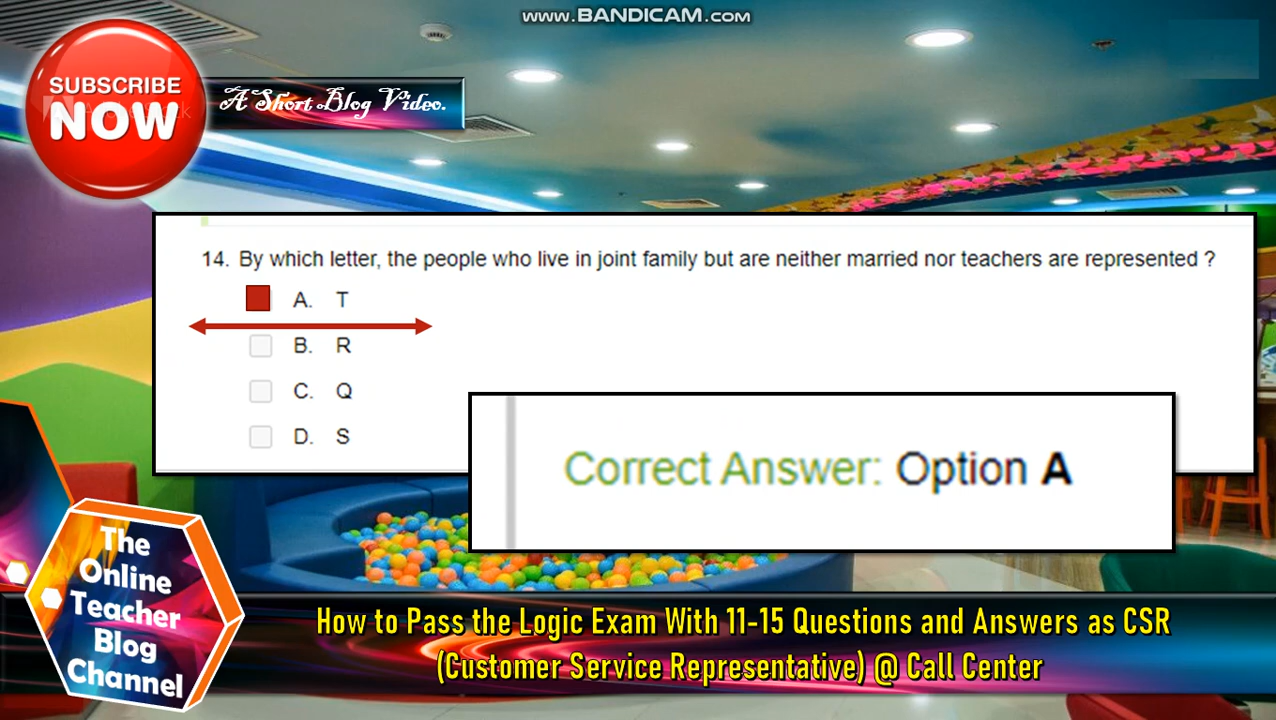 www.BANDICAM.com
SUBSCRIBE
NOW
A Short Blog Video.
14. By which letter, the people who live in joint family but are neither married nor teachers are represented ?
A. T
B. R
C. Q
D. S
Correct Answer: Option A
The
Online
Teacher
Blog
Channel
How to Pass the Logic Exam With 11-15 Questions and Answers as CSR
(Customer Service Representative) @ Call Center